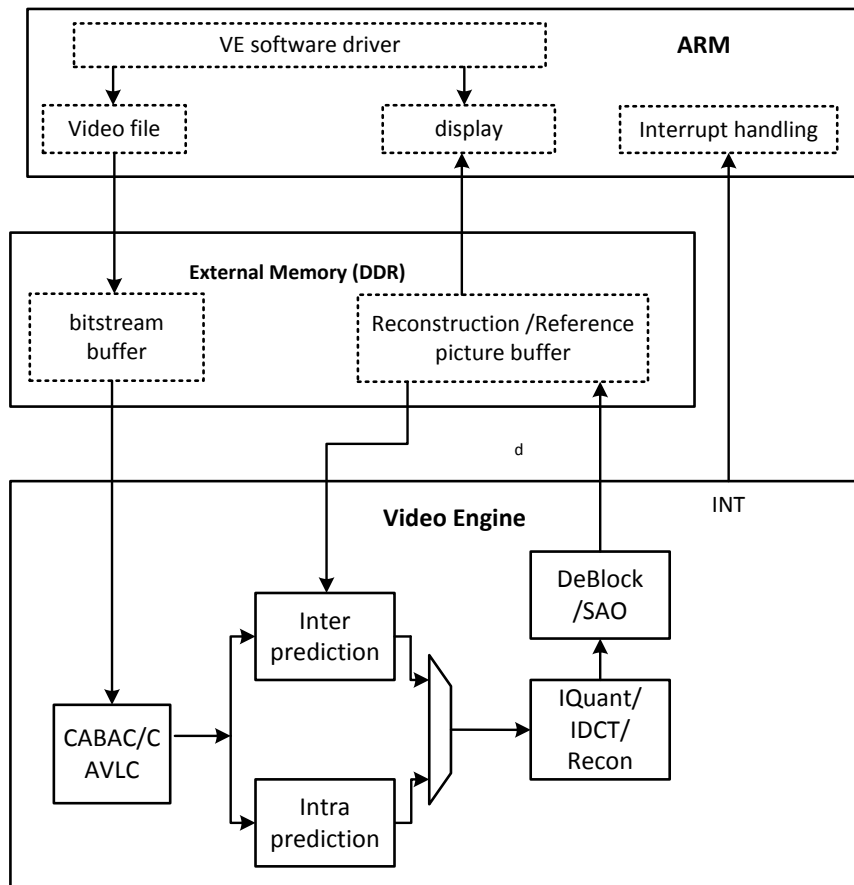 VE software driver
ARM
Video file
display
Interrupt handling
External Memory (DDR)
bitstream
buffer
Reconstruction /Reference
picture buffer
d
INT
Video Engine
DeBlock
/SAO
Inter
prediction
IQuant/
IDCT/
Recon
CABAC/C
AVLC
Intra
prediction